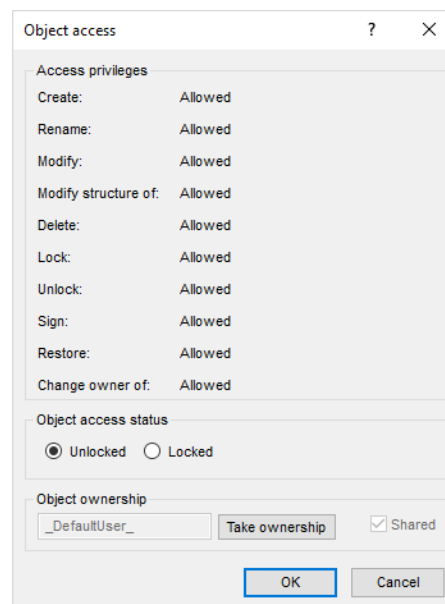 Object access ?
Access privileges
Create: Allowed
Rename: Allowed
Modify: Allowed
Modify structure of: Allowed
Delete: Allowed
Lock: Allowed
Unlock: Allowed
Sign: Allowed
Restore: Allowed
Change owner of: Allowed
Object access status
Unlocked Locked
Object ownership
_DefaultUser_ Take ownership Shared
OK Cancel